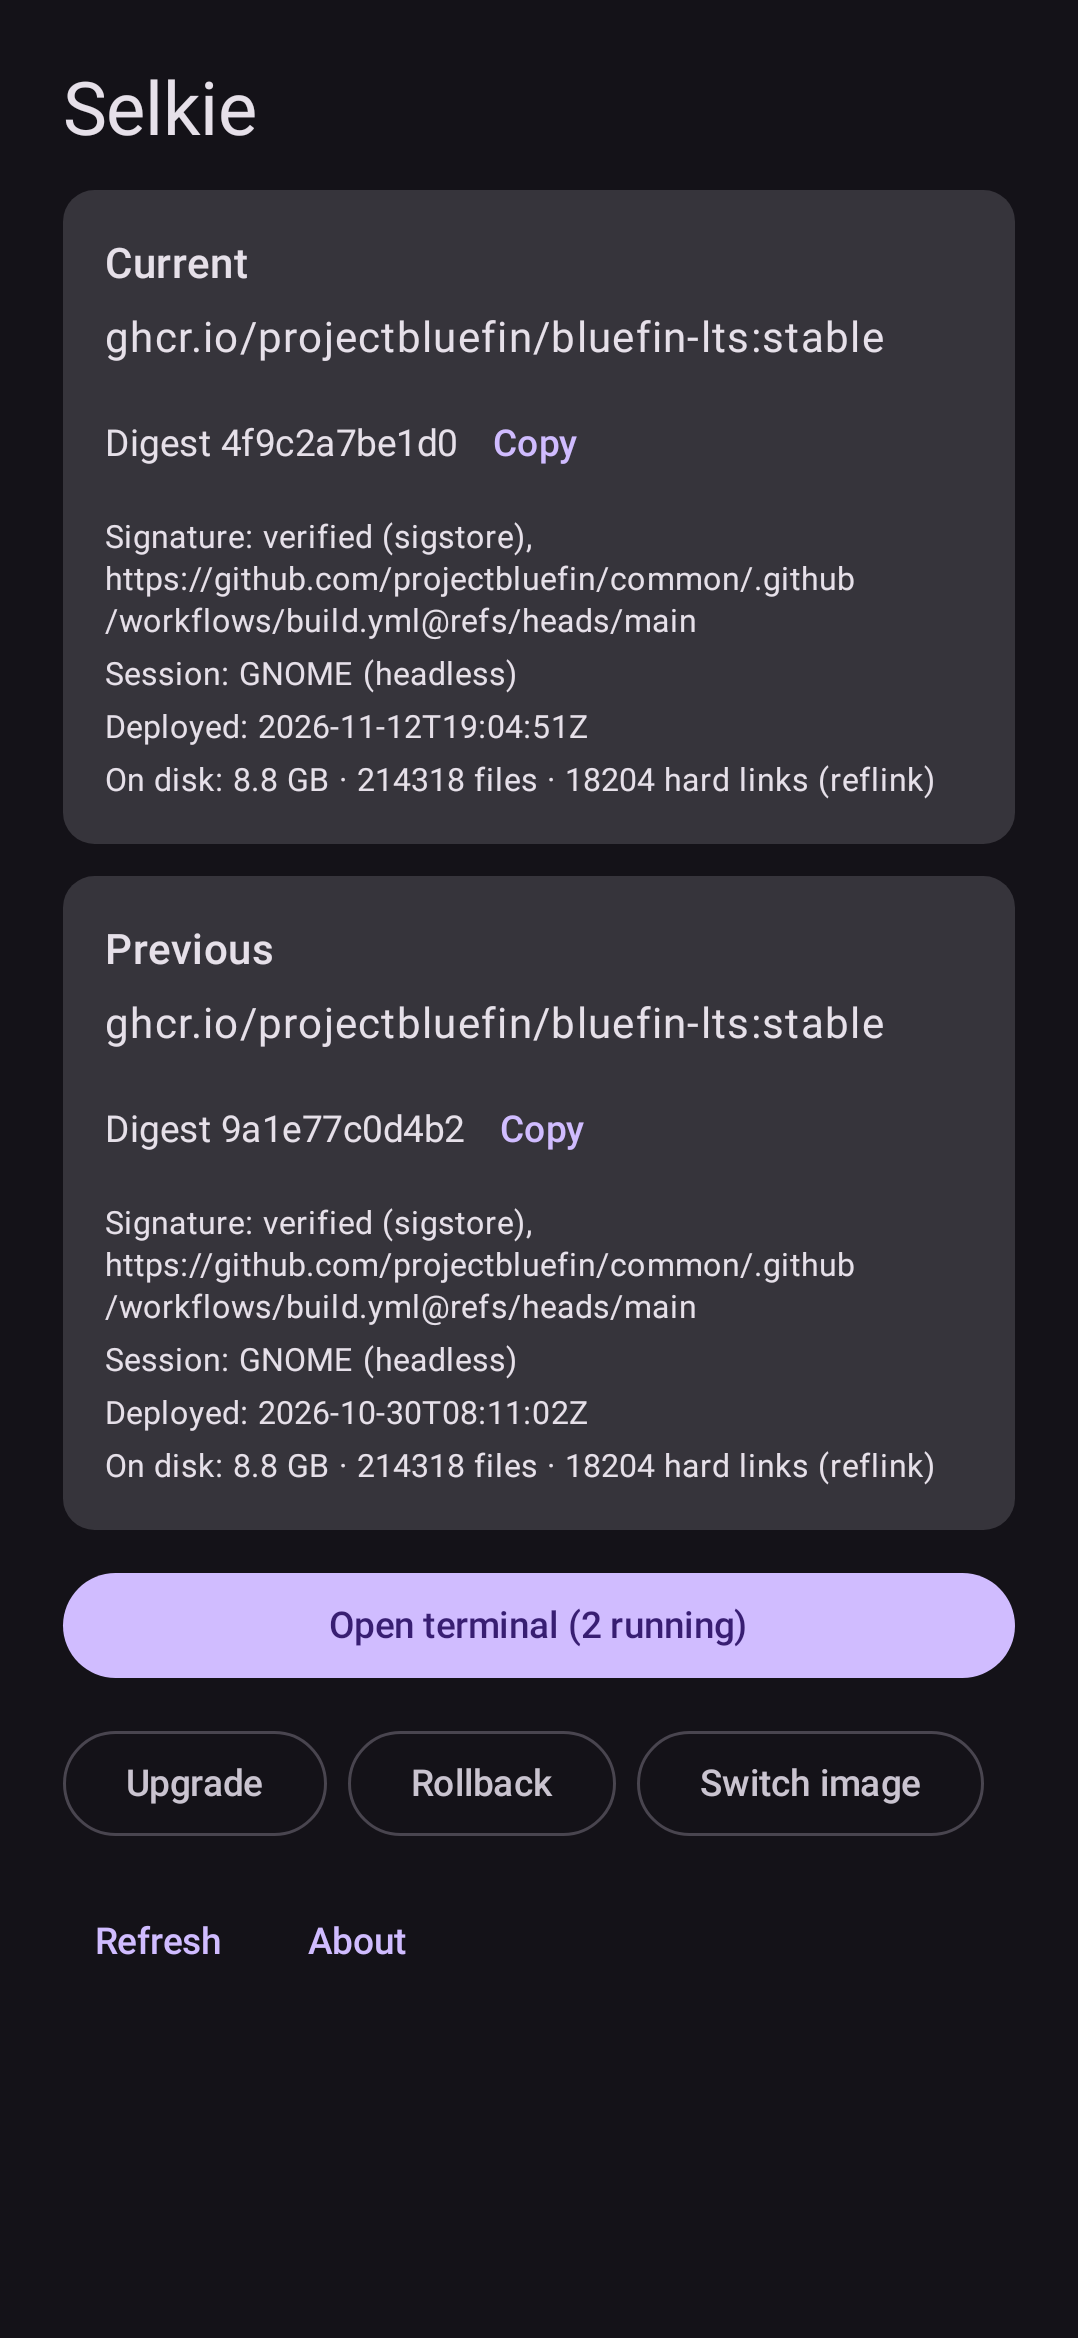 Selkie
Current
ghcr.io/projectbluefin/bluefin-lts:stable
Digest 4f9c2a7be1d0 Copy
Signature: verified (sigstore),
https://github.com/projectbluefin/common/.github
/workflows/build.yml@refs/heads/main
Session: GNOME (headless)
Deployed: 2026-11-12T19:04:51Z
On disk: 8.8 GB · 214318 files · 18204 hard links (reflink)
Previous
ghcr.io/projectbluefin/bluefin-lts:stable
Digest 9a1e77c0d4b2 Copy
Signature: verified (sigstore),
https://github.com/projectbluefin/common/.github
/workflows/build.yml@refs/heads/main
Session: GNOME (headless)
Deployed: 2026-10-30T08:11:02Z
On disk: 8.8 GB · 214318 files · 18204 hard links (reflink)
Open terminal (2 running)
Upgrade Rollback Switch image
Refresh About